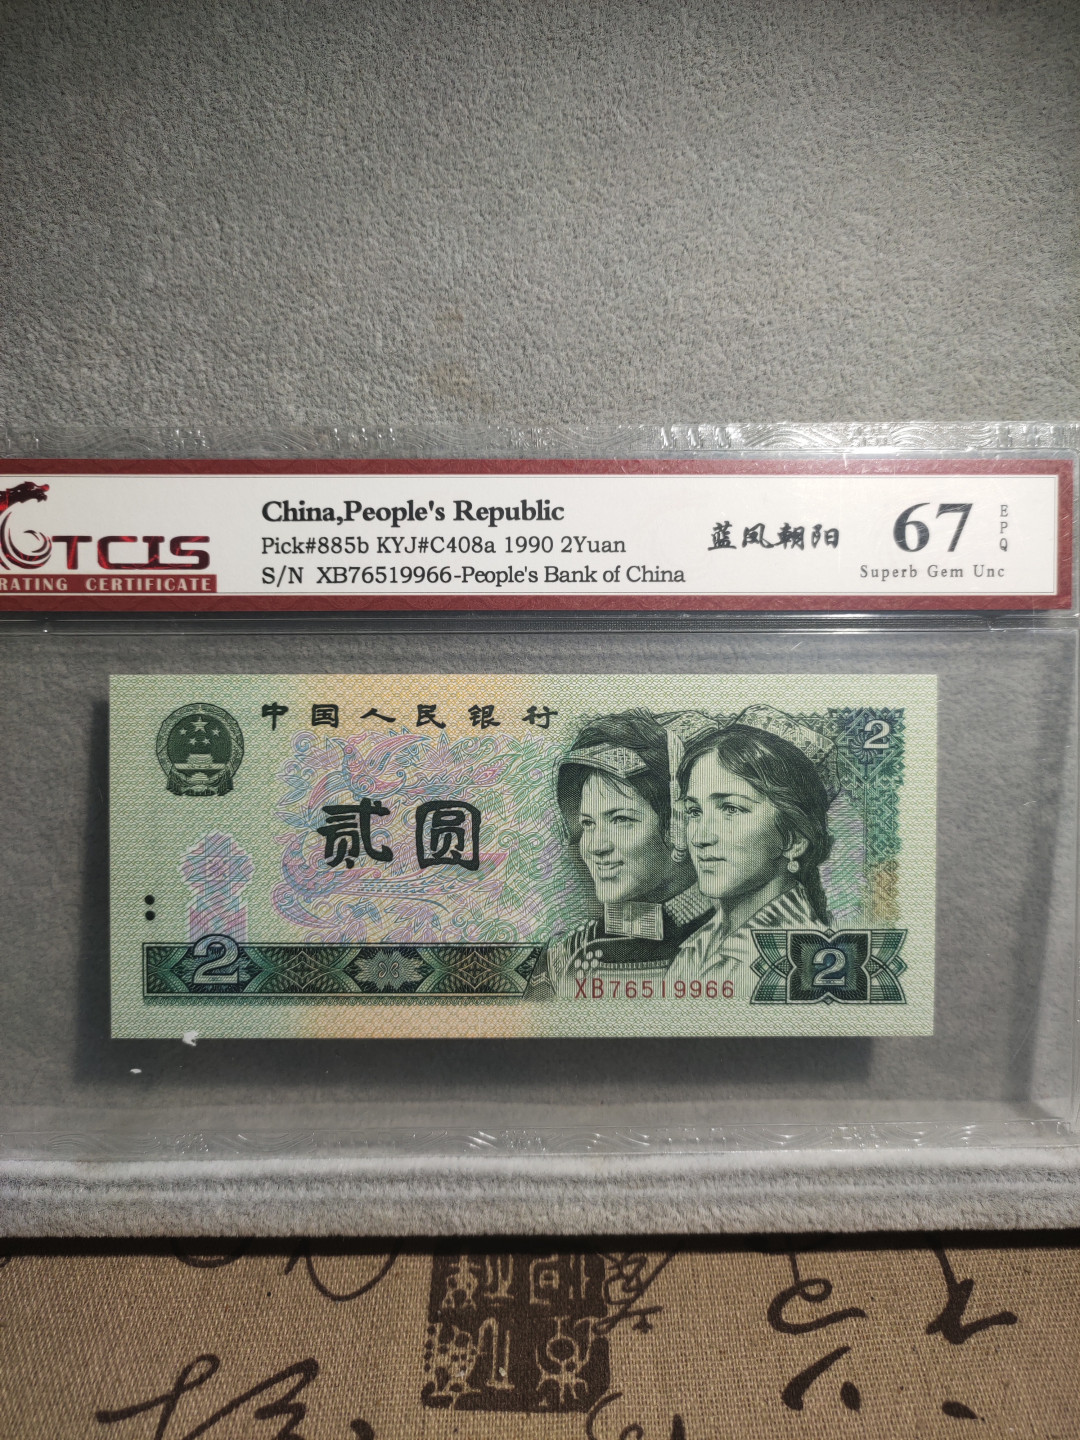 TCIS
RATING CERTIFICATE
China,People's Republic
Pick#885b KYJ#C408a 1990 2Yuan
S/N XB76519966-People's Bank of China
蓝凤朝阳
67
EPQ
Superb Gem Unc
中国人民银行
2
贰圆
2
XB76519966
2